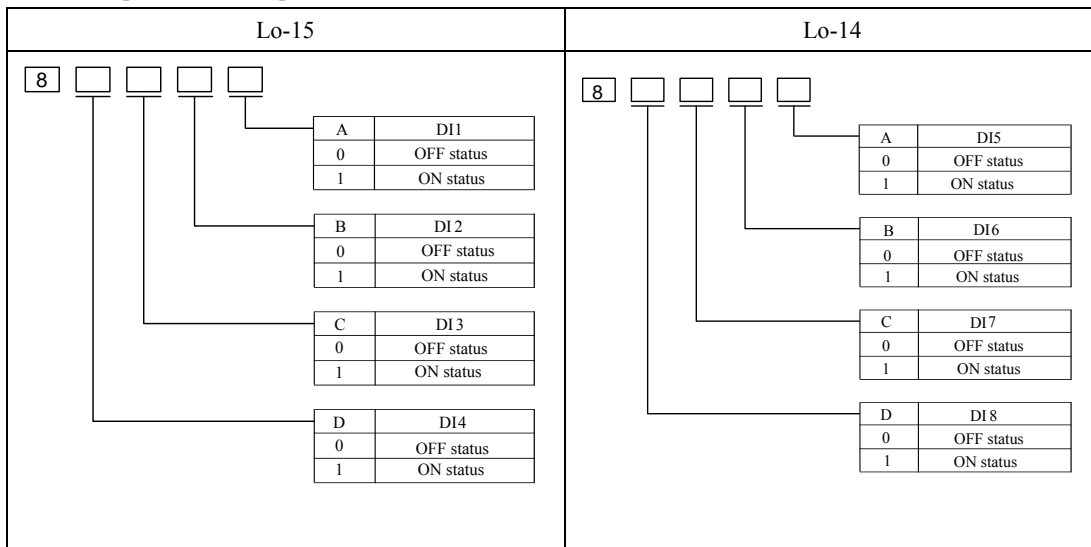 Lo-15
8
A DI1
0 OFF status
1 ON status
B DI 2
0 OFF status
1 ON status
C DI 3
0 OFF status
1 ON status
D DI4
0 OFF status
1 ON status
Lo-14
8
A DI5
0 OFF status
1 ON status
B DI6
0 OFF status
1 ON status
C DI7
0 OFF status
1 ON status
D DI 8
0 OFF status
1 ON status